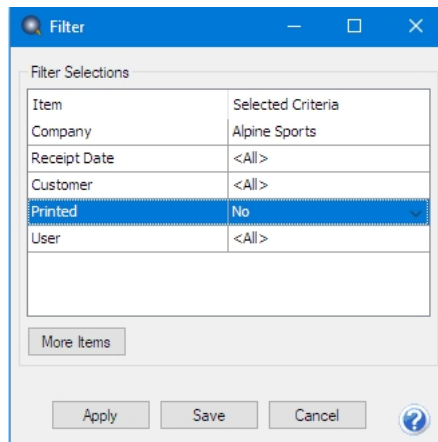 Filter
Filter Selections
Item Selected Criteria
Company Alpine Sports
Receipt Date <All>
Customer <All>
Printed No
User <All>
More Items
Apply Save Cancel
?